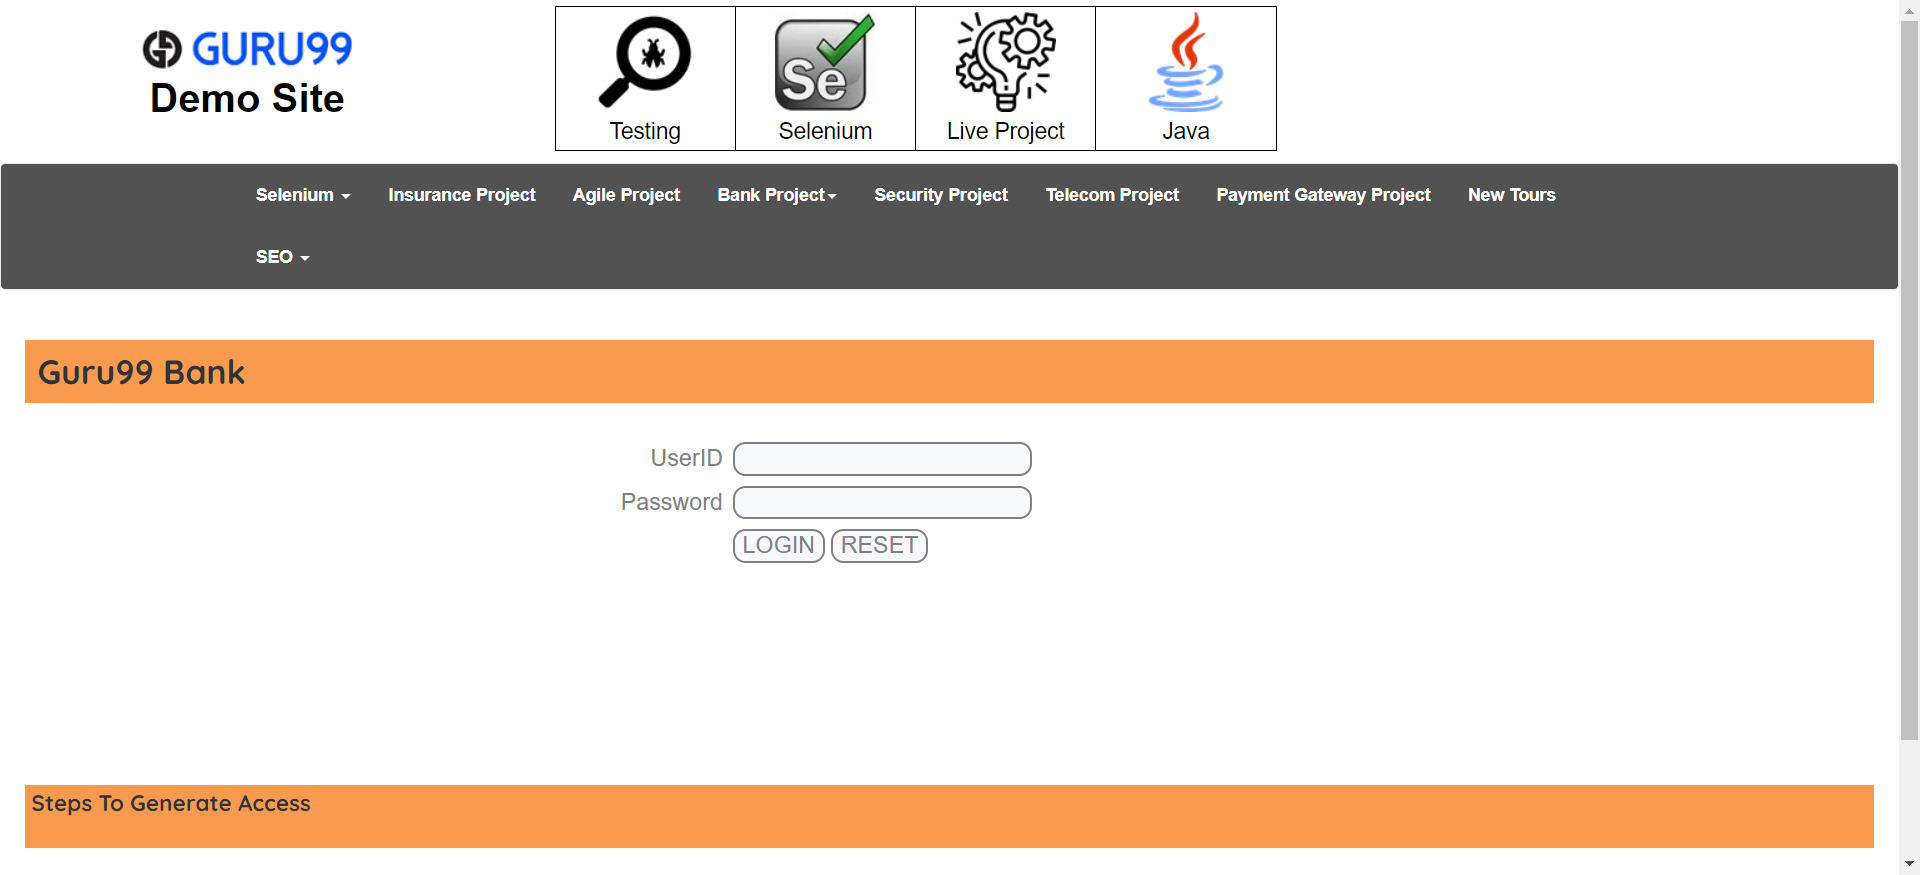 GURU99
Demo Site
Se
Testing
Selenium
Live Project
Java
Selenium
Insurance Project
Agile Project
Bank Project
Security Project
Telecom Project
Payment Gateway Project
New Tours
SEO
Guru99 Bank
UserID
Password
LOGIN
RESET
Steps To Generate Access